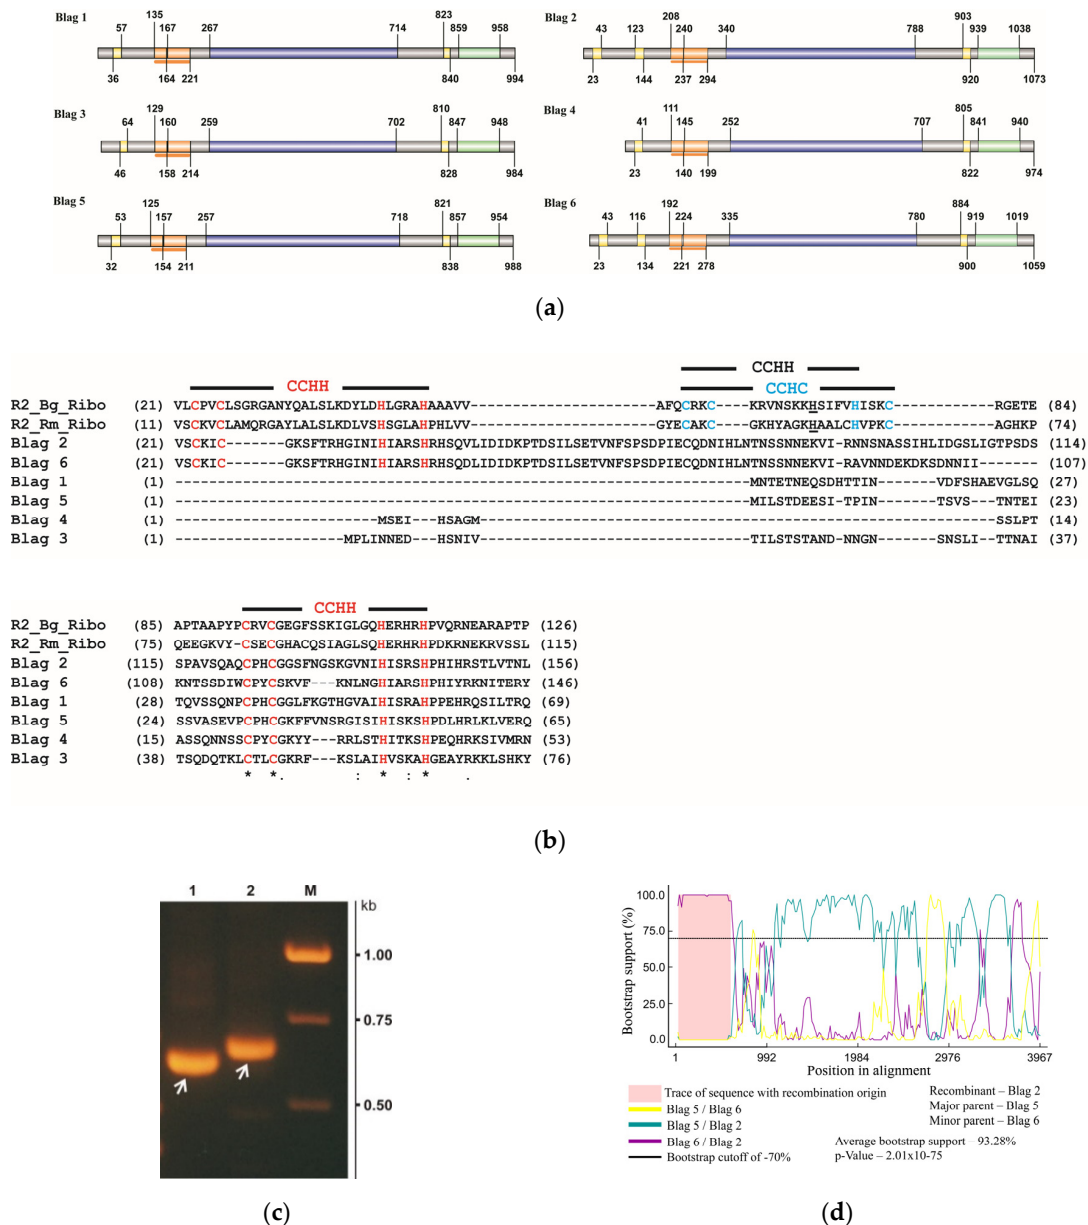 Blag 1
57 135 167 267 714 823 859 958
36 164 221 840 994
Blag 2
43 123 208 240 340 788 903 939 1038
23 144 237 294 920 1073
Blag 3
64 129 160 259 702 810 847 948
46 158 214 828 984
Blag 4
41 111 145 252 707 805 841 940
23 140 199 822 974
Blag 5
53 125 157 257 718 821 857 954
32 154 211 838 988
Blag 6
43 116 192 224 335 780 884 919 1019
23 134 221 278 900 1059
(a)
CCHH
CCHH CCHC
R2_Bg_Ribo (21) VLCPVCLSGRGANYQALSLKDYLDHLGRAHAAAVV-------------AFQCRKC----KRVNSKKHSIFVHISKC-------RGETE (84)
R2_Rm_Ribo (11) VSCKVCLAMQRGAYLALSLKDLVSHSGLAHPHLVV-------------GYECAKC----GKHYAGKHAALCHVPKC-------AGHKP (74)
Blag 2 (21) VSCKIC------GKSFTRHGINIHIARSHRHSQVLIDIDKPTDSILSETVNFSPSDPIECQDNIHLNTNSSNNEKVIR--NNNSNASSIHLIDGSLIGTPSDS (114)
Blag 6 (21) VSCKIC------GKSFTRHGINIHIARSHRHSQDLIDIDKPTDSILSETVNFSPSDPIECQDNIHLNTNSSNNEKVI-RAVNNDEKDKSDNNII---------- (107)
Blag 1 (1) ---------------MNTETNEQSDHTTIN------VDFSHAEVGLSQ (27)
Blag 5 (1) ---------------MILSTDEESI-TPIN------TSVS--TNTEI (23)
Blag 4 (1) ---------------MSEI--HSAGM---------------SSLPT (14)
Blag 3 (1) ------------MPLINNED---HSNIV---------------TILSTSTAND-NNGN------SNSLI--TTNAI (37)
CCHH
R2_Bg_Ribo (85) APTAAPYPCRVCGEGFSSKIGLGQHERHRHPVQRNEARAPTP (126)
R2_Rm_Ribo (75) QEEGKVY-CSECGHACQSIAGLSQHERHRHPDKRNEKRVSSL (115)
Blag 2 (115) SPAVSQAQCPHCGGSFNGSKGVNIHISRSHPHIHRSTLVTNL (156)
Blag 6 (108) KNTSSDIWCPYCSKVF---KNLNGHIARSHPHIYRKNITERY (146)
Blag 1 (28) TQVSSQNPCPHCGGLFKGTHGVAIHISRAHPPEHRQSILTRQ (69)
Blag 5 (24) SSVASEVPCPHCGKFFVNSRGISIHISKSHPDLHRLKLVERQ (65)
Blag 4 (15) ASSQNNSSCPYCGKYY---RRLSTHITKSHPEQHRKSIVMRN (53)
Blag 3 (38) TSQDQTKLCTLCGKRF---KSLAIHVSKAHGEAYRKKLSHKY (76)
* *. : * : * .
(b)
1 2 M
kb
1.00
0.75
0.50
(c)
Bootstrap support (%)
100.0
75.0
50.0
25.0
0.0
1 992 1984 2976 3967
Position in alignment
Trace of sequence with recombination origin
Blag 5 / Blag 6
Blag 5 / Blag 2
Blag 6 / Blag 2
Bootstrap cutoff of -70%
Recombinant – Blag 2
Major parent – Blag 5
Minor parent – Blag 6
Average bootstrap support – 93.28%
p-Value – 2.01x10-75
(d)